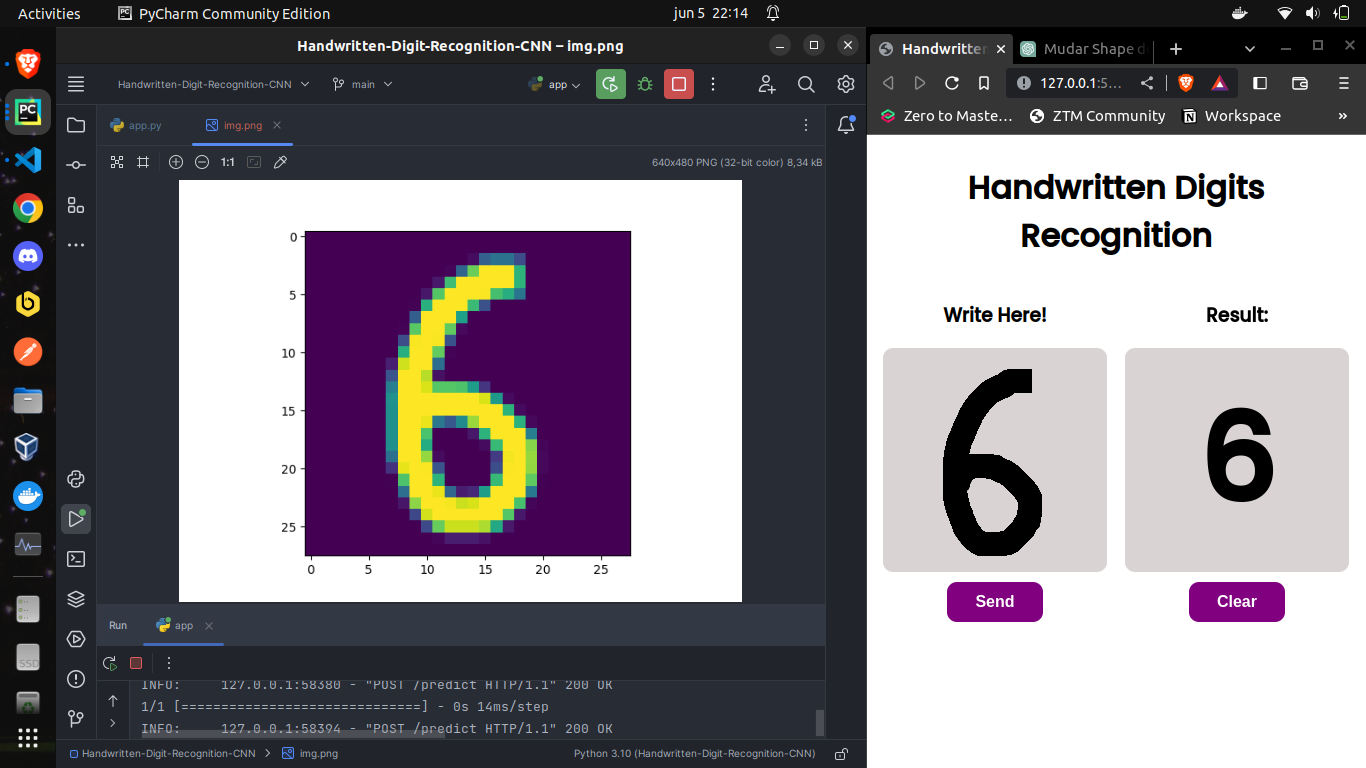 Activities PyCharm Community Edition jun 5 22:14
Handwritten-Digit-Recognition-CNN – img.png
Handwritten-Digit-Recognition-CNN main app
app.py img.png
1:1 640x480 PNG (32-bit color) 8,34 kB
0
5
10
15
20
25
0 5 10 15 20 25
Run app
INFO: 127.0.0.1:58380 - "POST /predict HTTP/1.1" 200 OK
1/1 [==============================] - 0s 14ms/step
INFO: 127.0.0.1:58394 - "POST /predict HTTP/1.1" 200 OK
Handwritten-Digit-Recognition-CNN > img.png Python 3.10 (Handwritten-Digit-Recognition-CNN)
PC
SSD
Handwritten Mudar Shape d
127.0.0.1:5…
Zero to Maste… ZTM Community Workspace »
Handwritten Digits
Recognition
Write Here! Result:
6 6
Send Clear